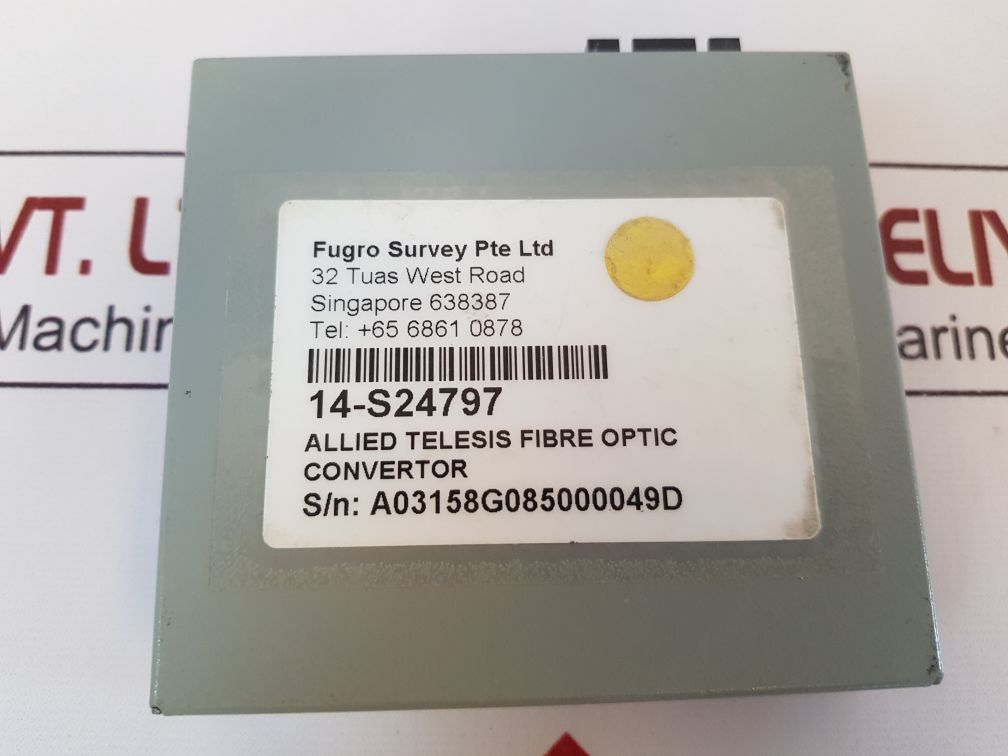 Fugro Survey Pte Ltd
32 Tuas West Road
Singapore 638387
Tel: +65 6861 0878
14-S24797
ALLIED TELESIS FIBRE OPTIC
CONVERTOR
S/n: A03158G085000049D